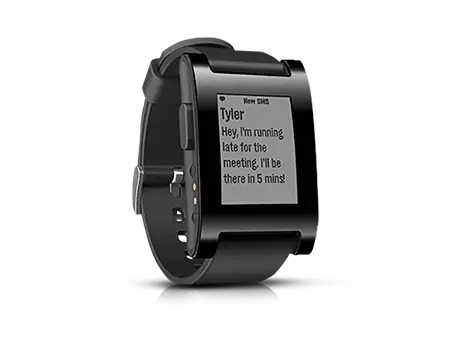 New SMS
Tyler
Hey, I'm running
late for the
meeting. I'll be
there in 5 mins!